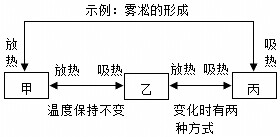 示例：雾凇的形成
放热
吸热
甲
放热 吸热
乙
放热 吸热
丙
温度保持不变
变化时有两
种方式